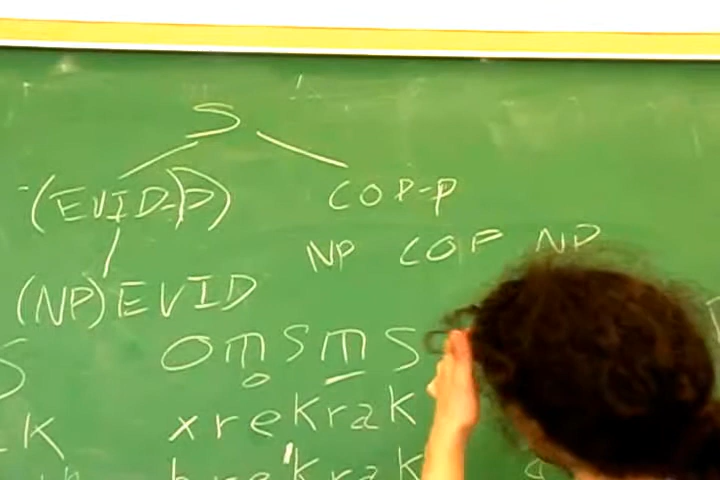 S
(EVID=P) COP=P
NP COP NP
(NP)EVID
S omsms
K xrekrak